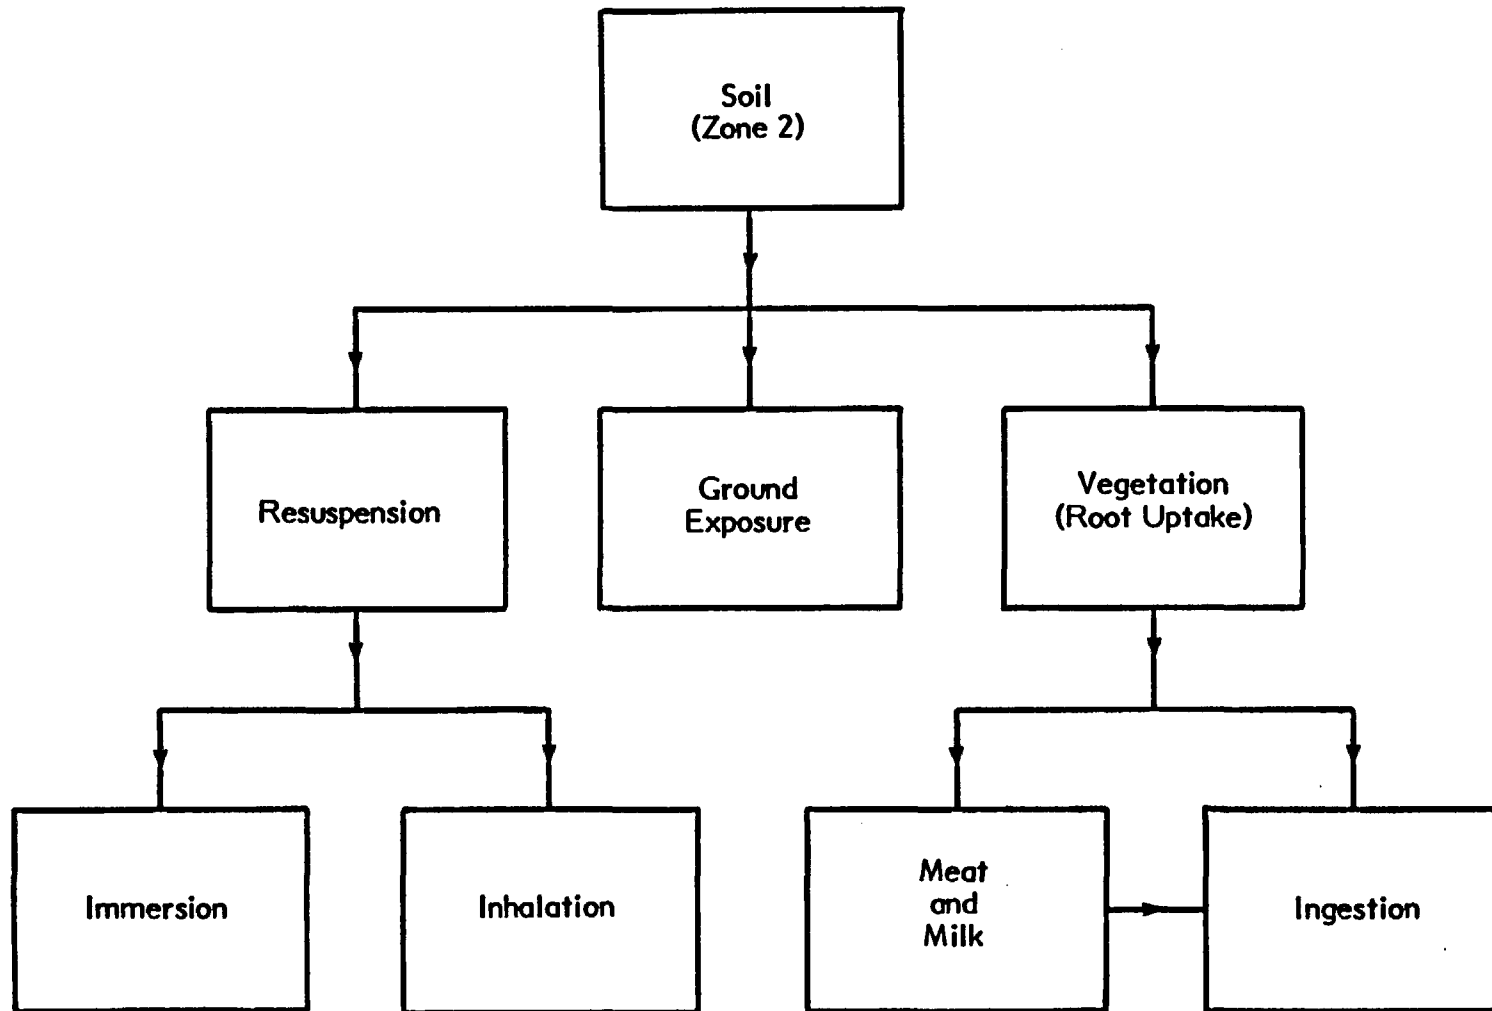 Soil
(Zone 2)
Resuspension
Ground
Exposure
Vegetation
(Root Uptake)
Immersion
Inhalation
Meat
and
Milk
Ingestion